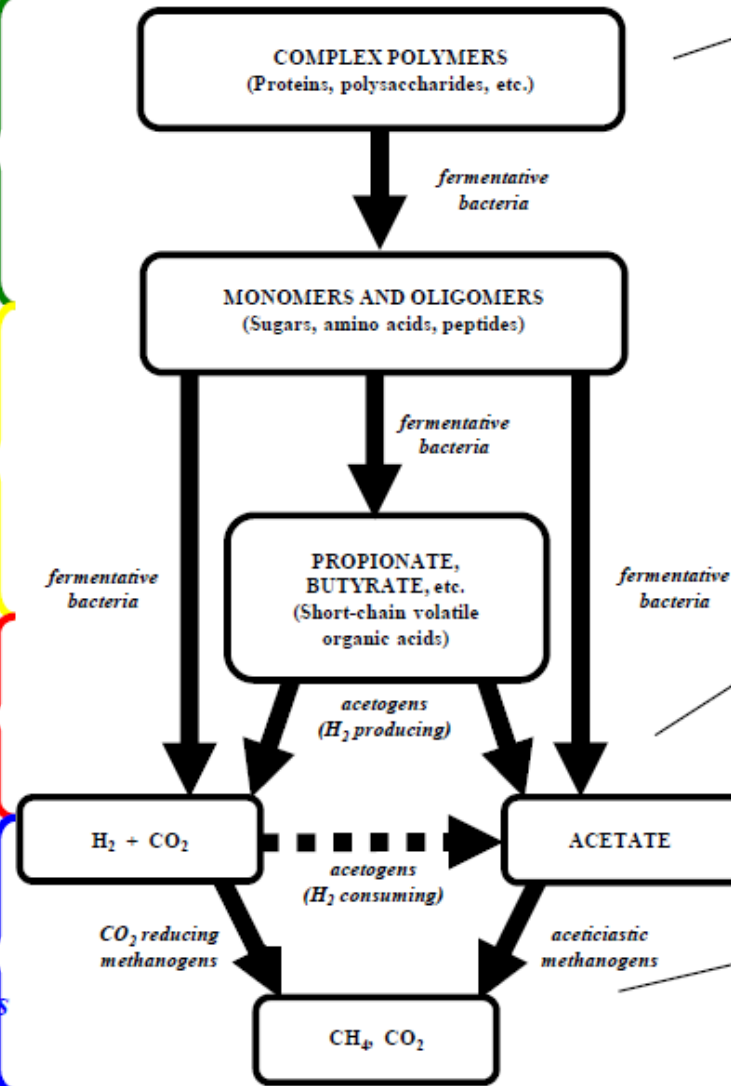 COMPLEX POLYMERS
(Proteins, polysaccharides, etc.)
fermentative
bacteria
MONOMERS AND OLIGOMERS
(Sugars, amino acids, peptides)
fermentative
bacteria
PROPIONATE,
BUTYRATE, etc.
(Short-chain volatile
organic acids)
fermentative
bacteria
fermentative
bacteria
acetogens
(H₂ producing)
H₂ + CO₂
acetogens
(H₂ consuming)
ACETATE
CO₂ reducing
methanogens
aceticiastic
methanogens
s
CH₄, CO₂